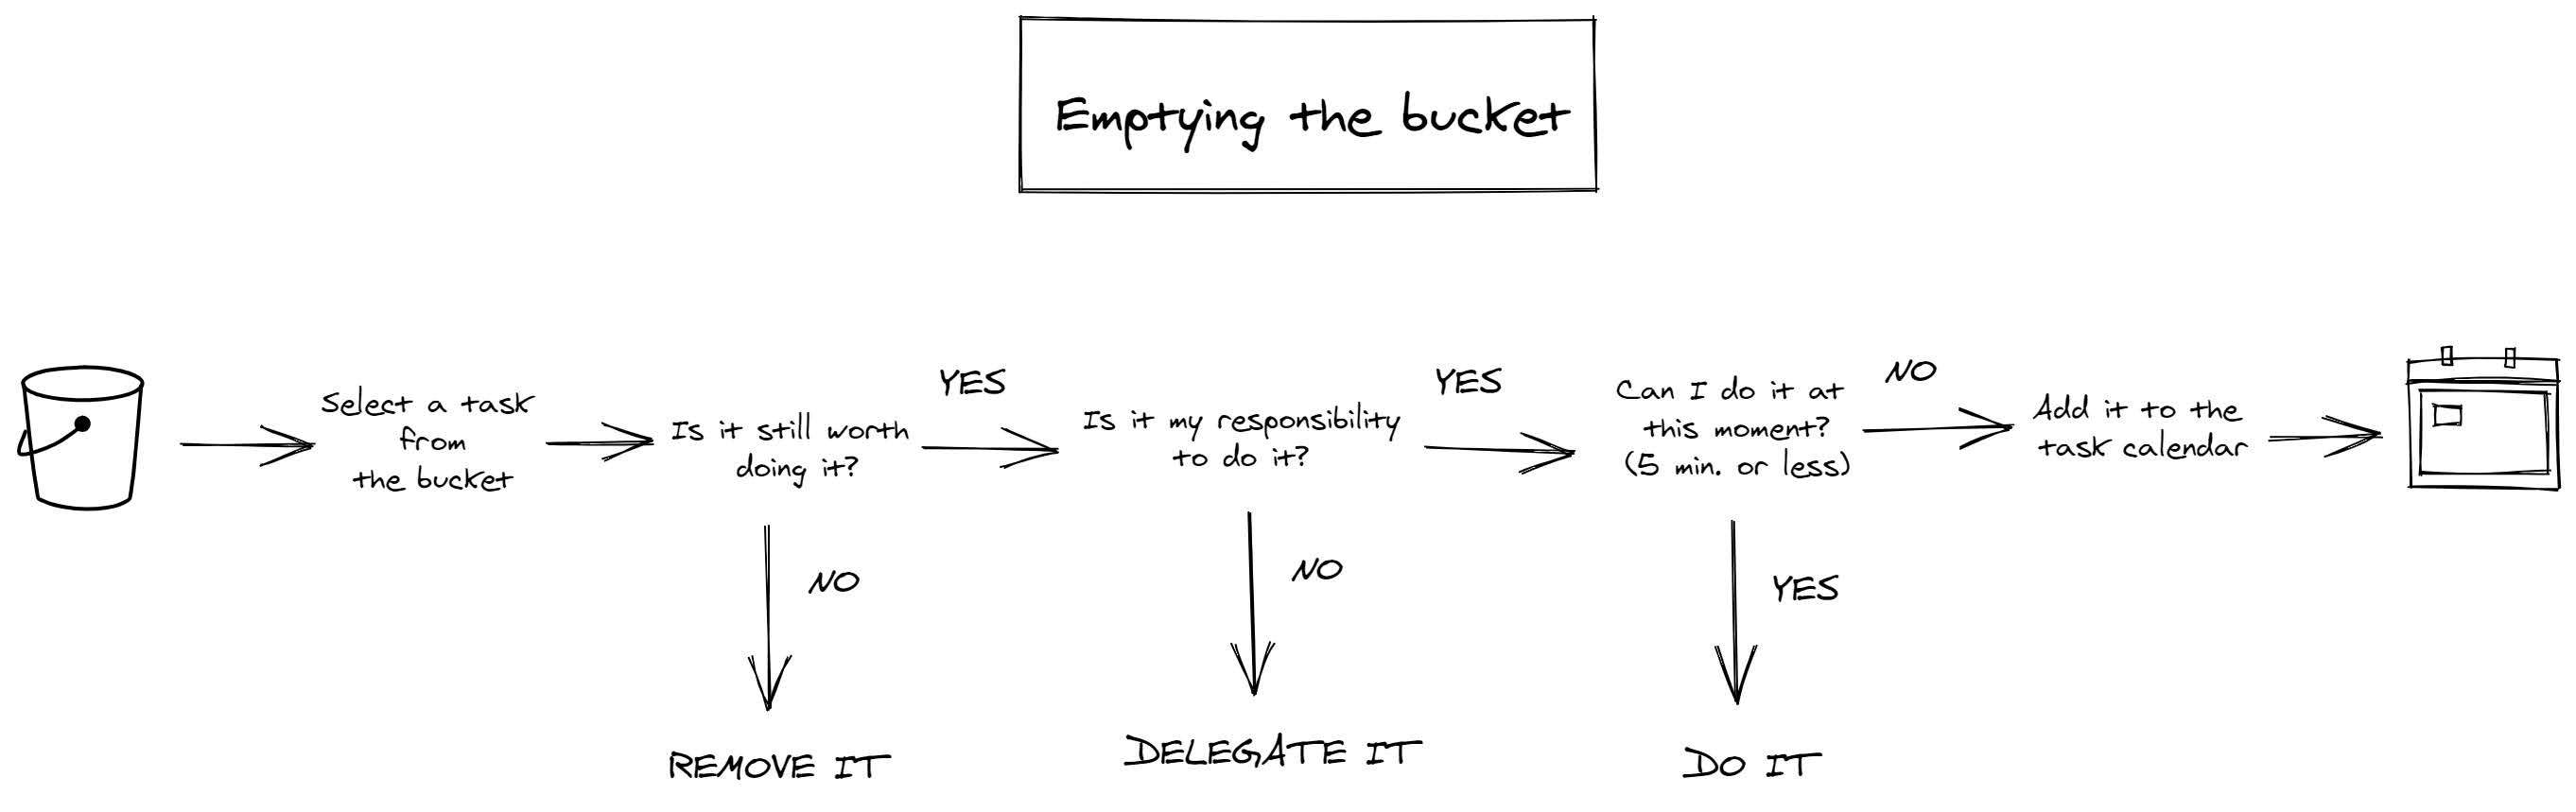 Emptying the bucket
Select a task
from
the bucket
Is it still worth
doing it?
YES
NO
REMOVE IT
Is it my responsibility
to do it?
YES
NO
DELEGATE IT
Can I do it at
this moment?
(5 min. or less)
NO
YES
DO IT
Add it to the
task calendar